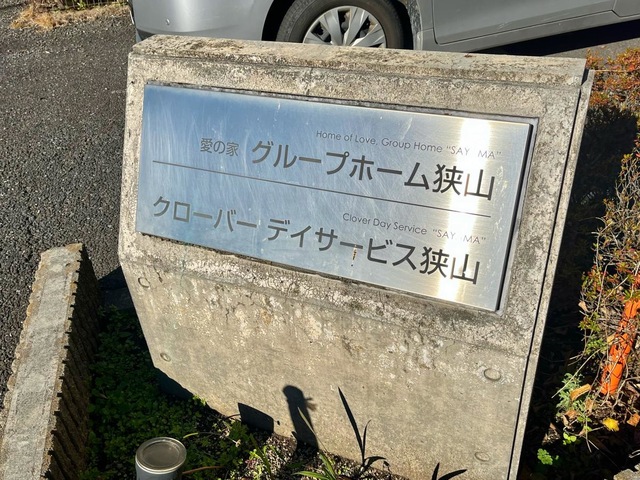 Home of Love, Group Home "SAY MA"
愛の家 グループホーム狭山
Clover Day Service "SAY MA"
クローバー デイサービス狭山